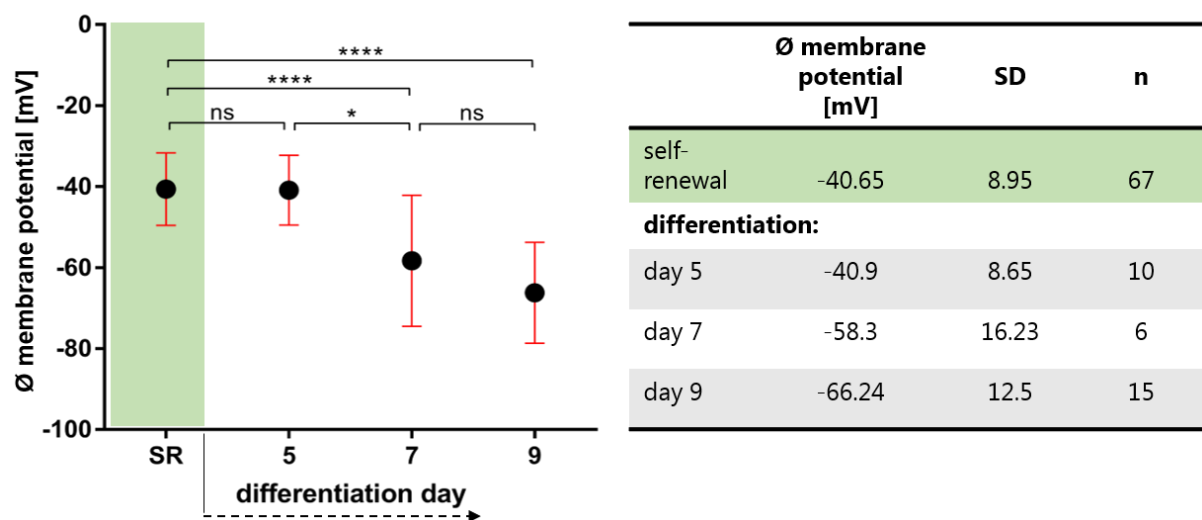 0
-20
-40
-60
-80
-100
Ø membrane potential [mV]
****
****
ns
*
ns
SR
5
7
9
differentiation day
Ø membrane
potential
[mV]
SD
n
self-
renewal
-40.65
8.95
67
differentiation:
day 5
-40.9
8.65
10
day 7
-58.3
16.23
6
day 9
-66.24
12.5
15